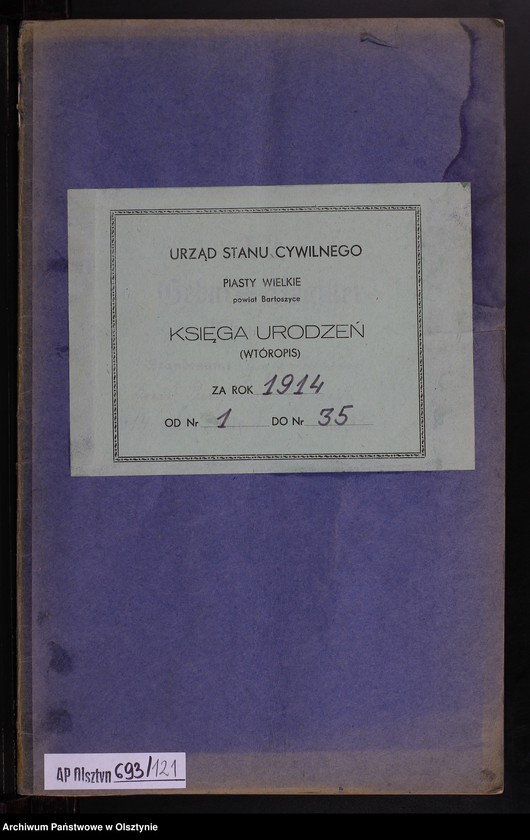 URZĄD STANU CYWILNEGO
PIASTY WIELKIE
powiat Bartoszyce
KSIĘGA URODZEŃ
(WTÓROPIS)
ZA ROK 1914
OD Nr 1 DO Nr 35
AP Olsztyn 693/121
Archiwum Państwowe w Olsztynie